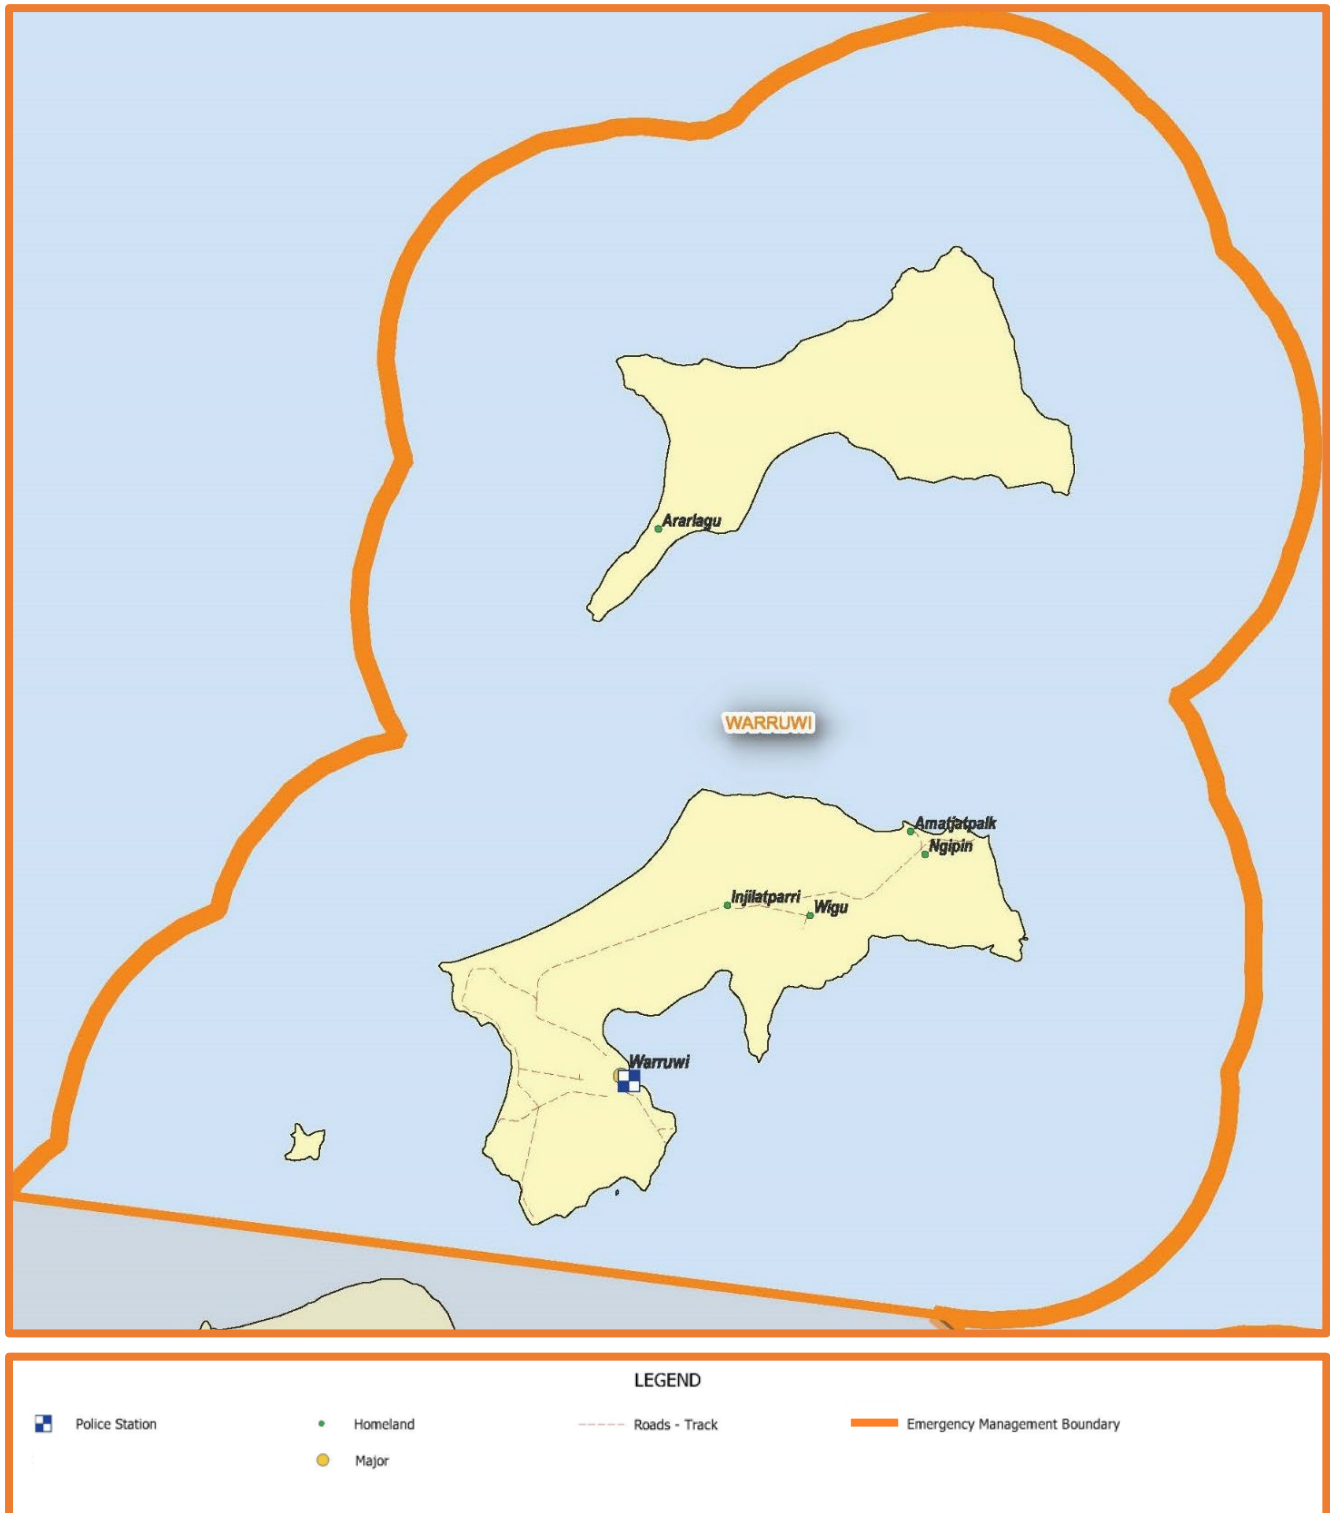 Ararlagu
WARRUWI
Amatjatpalk
Ngipin
Injilatparri
Wigu
Warruwi
LEGEND
Police Station
Homeland
Roads - Track
Emergency Management Boundary
Major